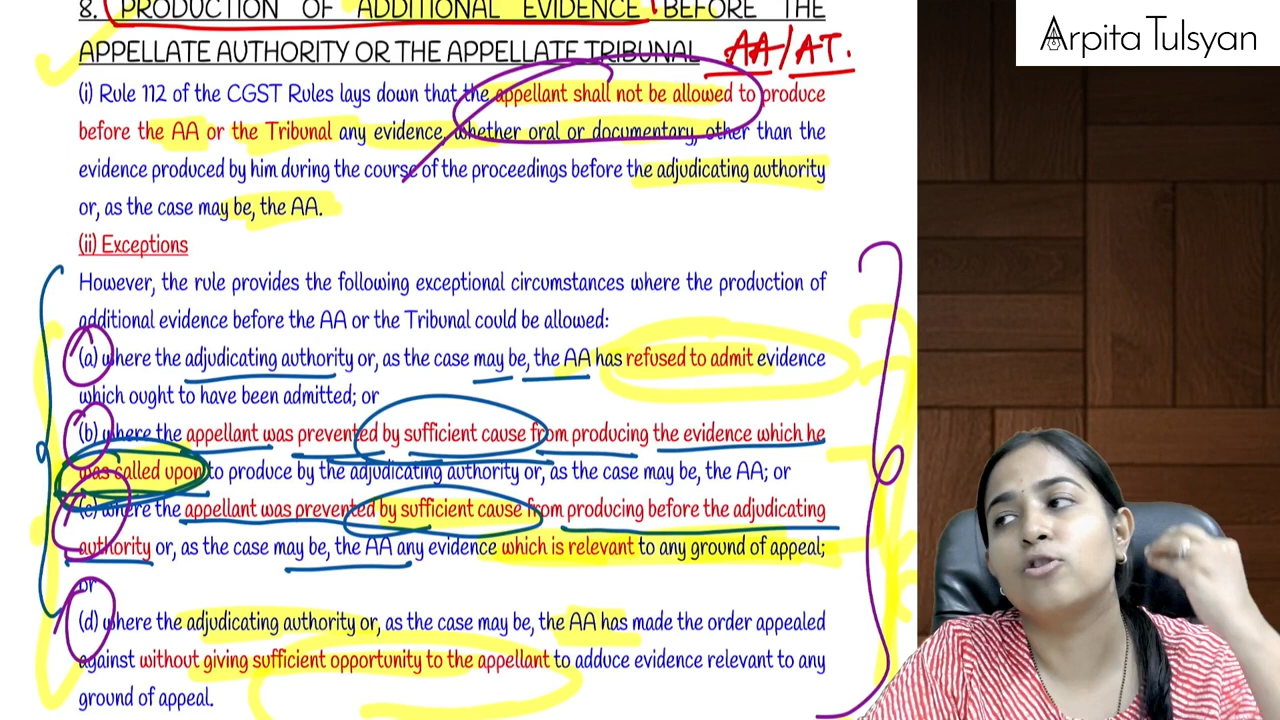 Arpita Tulsyan
8. PRODUCTION OF ADDITIONAL EVIDENCE BEFORE THE
APPELLATE AUTHORITY OR THE APPELLATE TRIBUNAL AA/AT.
(i) Rule 112 of the CGST Rules lays down that the appellant shall not be allowed to produce
before the AA or the Tribunal any evidence, whether oral or documentary, other than the
evidence produced by him during the course of the proceedings before the adjudicating authority
or, as the case may be, the AA.
(ii) Exceptions
However, the rule provides the following exceptional circumstances where the production of
additional evidence before the AA or the Tribunal could be allowed:
(a) where the adjudicating authority or, as the case may be, the AA has refused to admit evidence
which ought to have been admitted; or
(b) where the appellant was prevented by sufficient cause from producing the evidence which he
was called upon to produce by the adjudicating authority or, as the case may be, the AA; or
(c) where the appellant was prevented by sufficient cause from producing before the adjudicating
authority or, as the case may be, the AA any evidence which is relevant to any ground of appeal;
or
(d) where the adjudicating authority or, as the case may be, the AA has made the order appealed
against without giving sufficient opportunity to the appellant to adduce evidence relevant to any
ground of appeal.